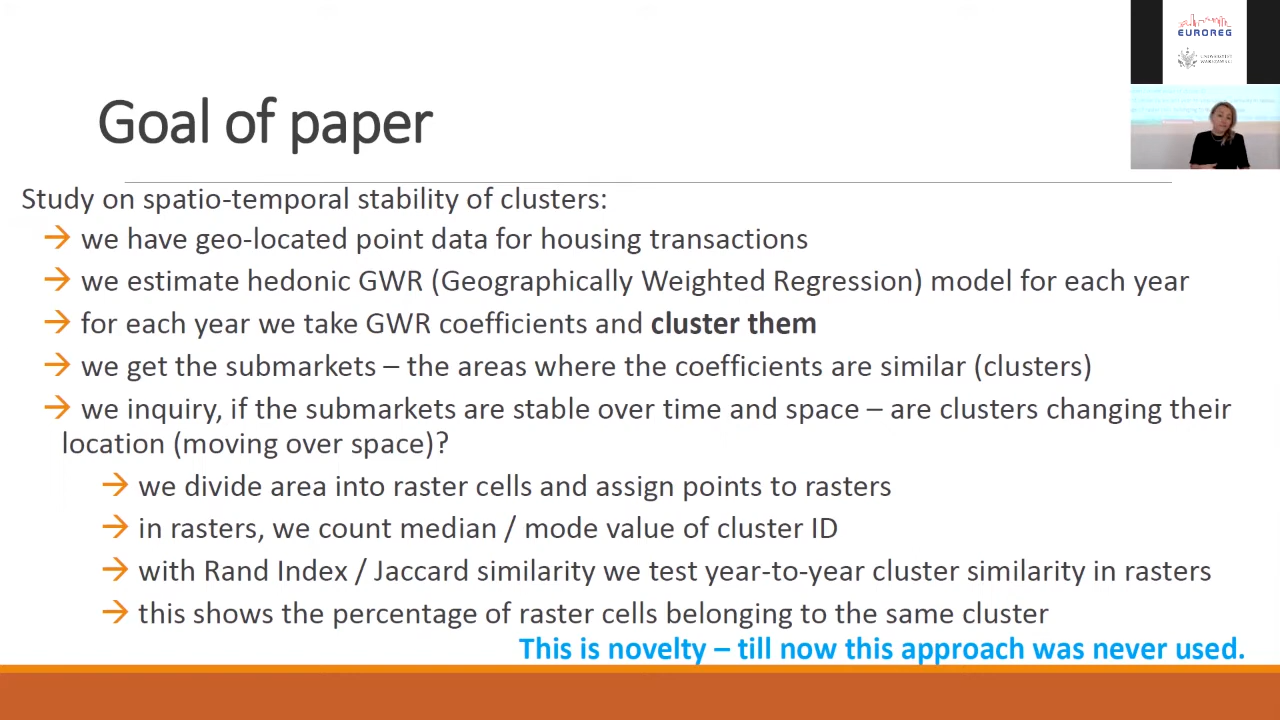 EUROREG
UNIWERSYTET
WARSZAWSKI
Goal of paper
Study on spatio-temporal stability of clusters:
→ we have geo-located point data for housing transactions
→ we estimate hedonic GWR (Geographically Weighted Regression) model for each year
→ for each year we take GWR coefficients and cluster them
→ we get the submarkets – the areas where the coefficients are similar (clusters)
→ we inquiry, if the submarkets are stable over time and space – are clusters changing their
location (moving over space)?
→ we divide area into raster cells and assign points to rasters
→ in rasters, we count median / mode value of cluster ID
→ with Rand Index / Jaccard similarity we test year-to-year cluster similarity in rasters
→ this shows the percentage of raster cells belonging to the same cluster
This is novelty – till now this approach was never used.